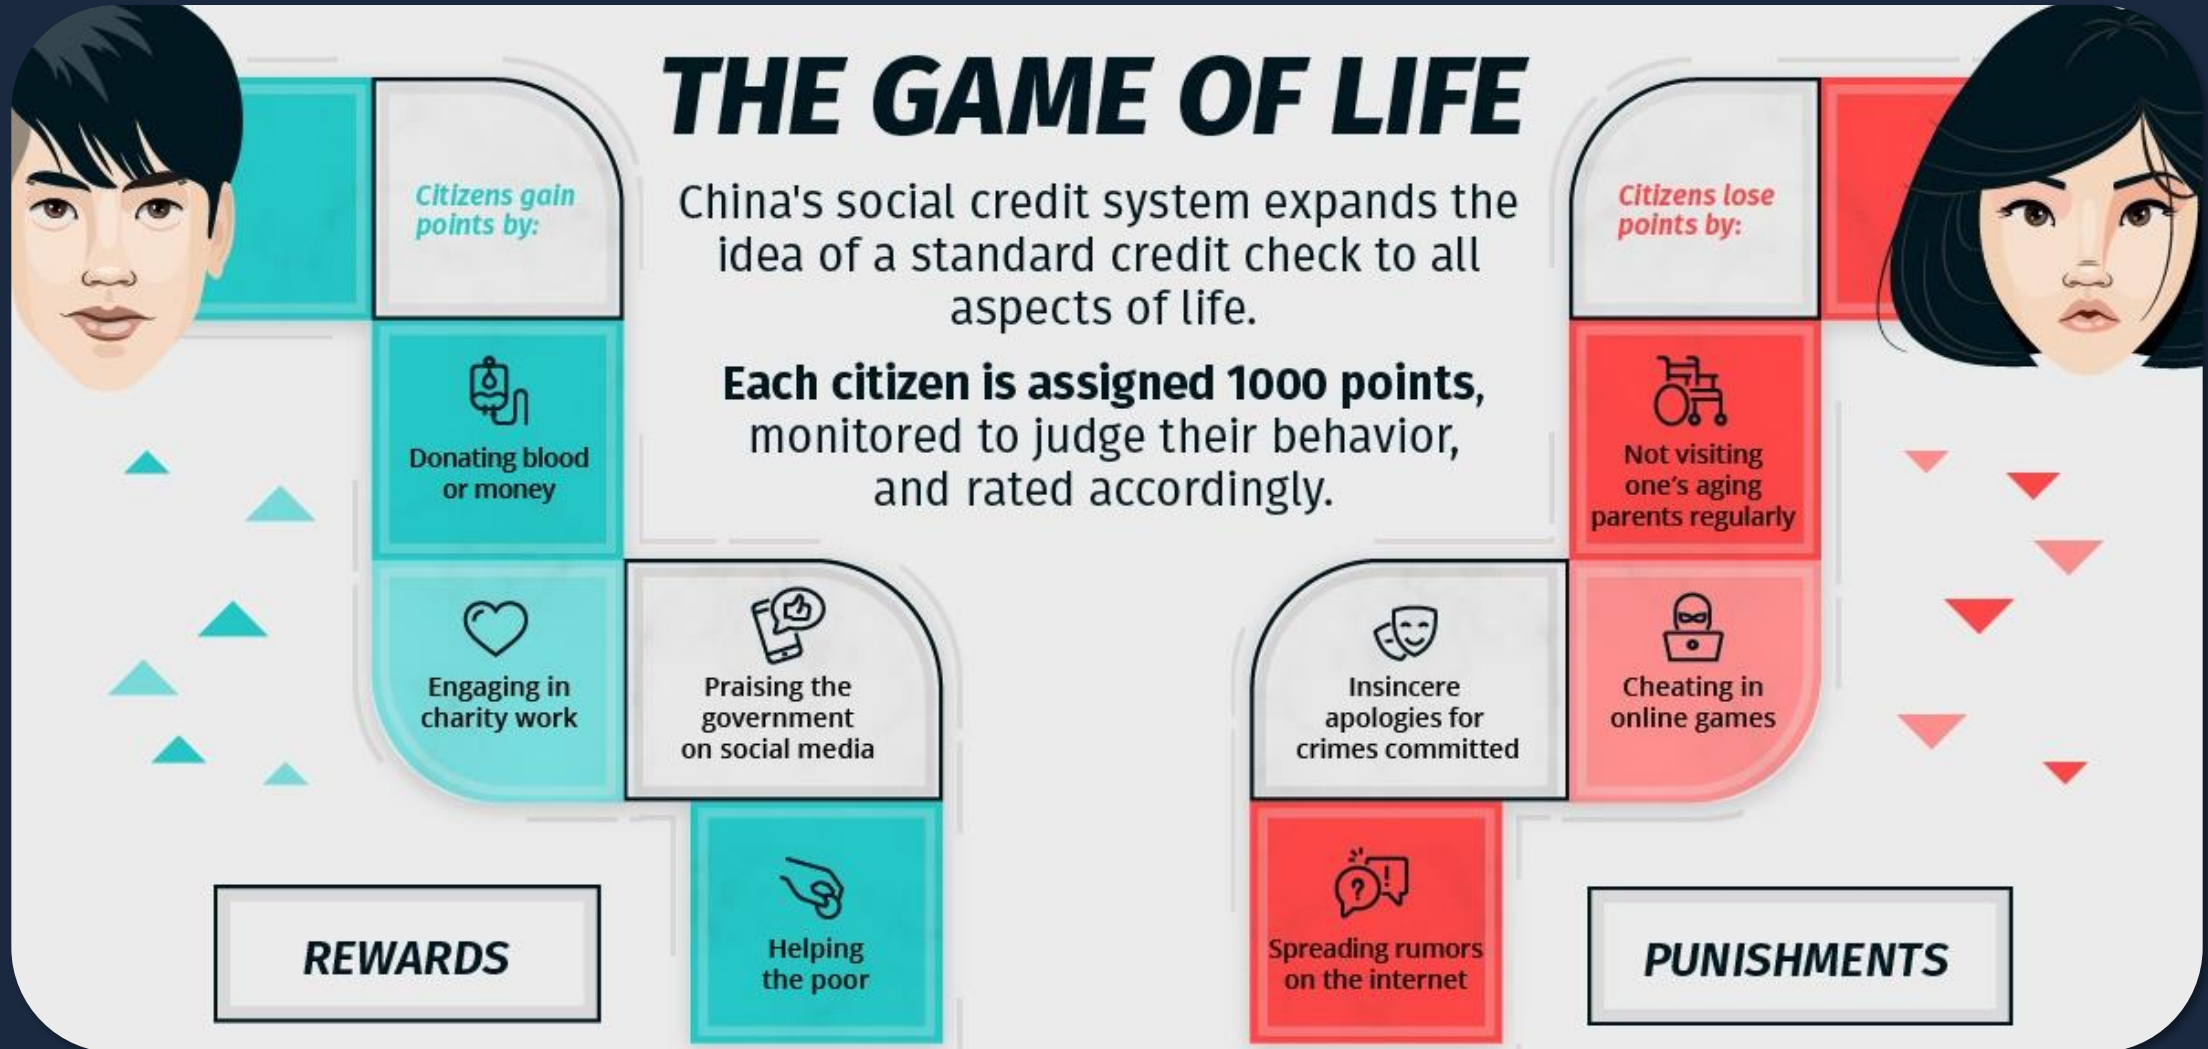 THE GAME OF LIFE
China's social credit system expands the
idea of a standard credit check to all
aspects of life.
Each citizen is assigned 1000 points,
monitored to judge their behavior,
and rated accordingly.
Citizens gain
points by:
Donating blood
or money
Engaging in
charity work
Praising the
government
on social media
Helping
the poor
REWARDS
Citizens lose
points by:
Not visiting
one's aging
parents regularly
Cheating in
online games
Insincere
apologies for
crimes committed
Spreading rumors
on the internet
PUNISHMENTS